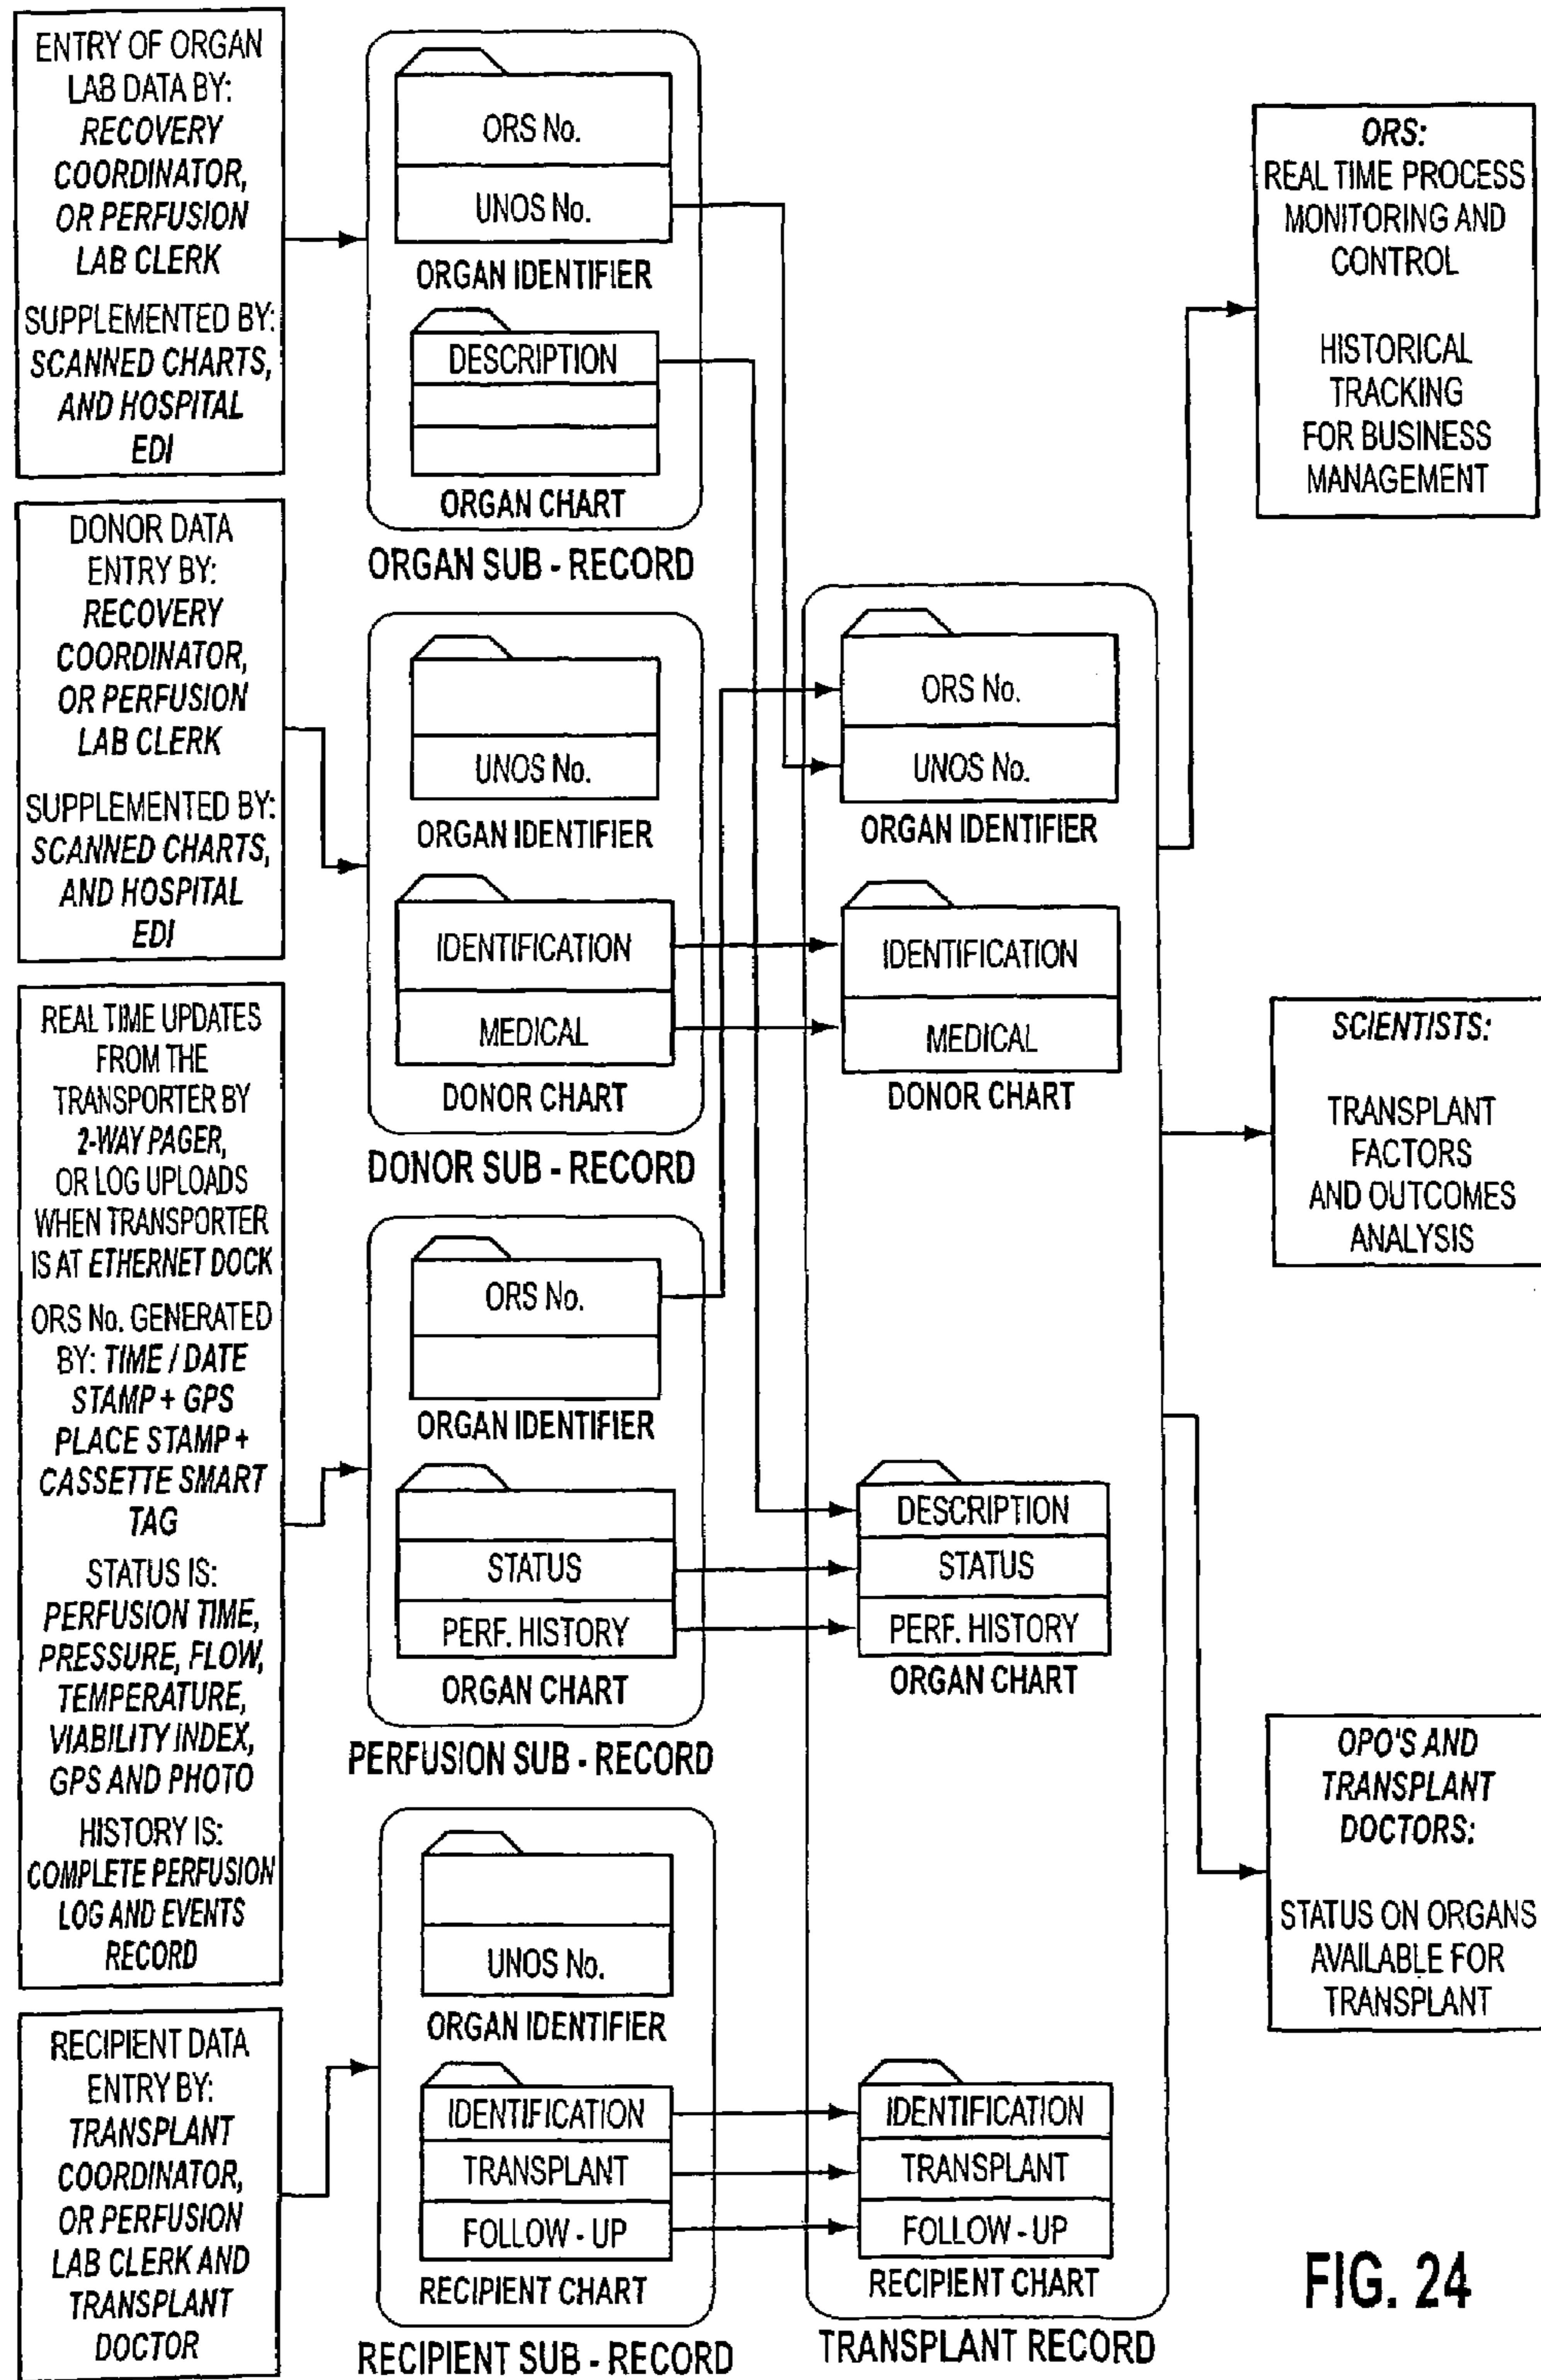 ENTRY OF ORGAN
LAB DATA BY:
RECOVERY
COORDINATOR,
OR PERFUSION
LAB CLERK
SUPPLEMENTED BY:
SCANNED CHARTS,
AND HOSPITAL
EDI
DONOR DATA
ENTRY BY:
RECOVERY
COORDINATOR,
OR PERFUSION
LAB CLERK
SUPPLEMENTED BY:
SCANNED CHARTS,
AND HOSPITAL
EDI
REAL TIME UPDATES
FROM THE
TRANSPORTER BY
2-WAY PAGER,
OR LOG UPLOADS
WHEN TRANSPORTER
IS AT ETHERNET DOCK
ORS No. GENERATED
BY: TIME / DATE
STAMP + GPS
PLACE STAMP +
CASSETTE SMART
TAG
STATUS IS:
PERFUSION TIME,
PRESSURE, FLOW,
TEMPERATURE,
VIABILITY INDEX,
GPS AND PHOTO
HISTORY IS:
COMPLETE PERFUSION
LOG AND EVENTS
RECORD
RECIPIENT DATA
ENTRY BY:
TRANSPLANT
COORDINATOR,
OR PERFUSION
LAB CLERK AND
TRANSPLANT
DOCTOR
ORS No.
UNOS No.
ORGAN IDENTIFIER
DESCRIPTION
ORGAN CHART
ORGAN SUB - RECORD
UNOS No.
ORGAN IDENTIFIER
IDENTIFICATION
MEDICAL
DONOR CHART
DONOR SUB - RECORD
ORS No.
ORGAN IDENTIFIER
STATUS
PERF. HISTORY
ORGAN CHART
PERFUSION SUB - RECORD
UNOS No.
ORGAN IDENTIFIER
IDENTIFICATION
TRANSPLANT
FOLLOW - UP
RECIPIENT CHART
RECIPIENT SUB - RECORD
ORS No.
UNOS No.
ORGAN IDENTIFIER
IDENTIFICATION
MEDICAL
DONOR CHART
DESCRIPTION
STATUS
PERF. HISTORY
ORGAN CHART
IDENTIFICATION
TRANSPLANT
FOLLOW - UP
RECIPIENT CHART
TRANSPLANT RECORD
ORS:
REAL TIME PROCESS
MONITORING AND
CONTROL
HISTORICAL
TRACKING
FOR BUSINESS
MANAGEMENT
SCIENTISTS:
TRANSPLANT
FACTORS
AND OUTCOMES
ANALYSIS
OPO'S AND
TRANSPLANT
DOCTORS:
STATUS ON ORGANS
AVAILABLE FOR
TRANSPLANT
FIG. 24